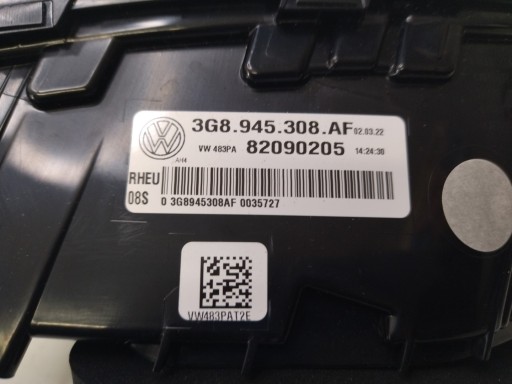 3G8.945.308.AF 02.03.22
VW 483PA 82090205 14:24:36
AH4
RHEU
08S 0 3G8945308AF 0035727
VW483PAT2E